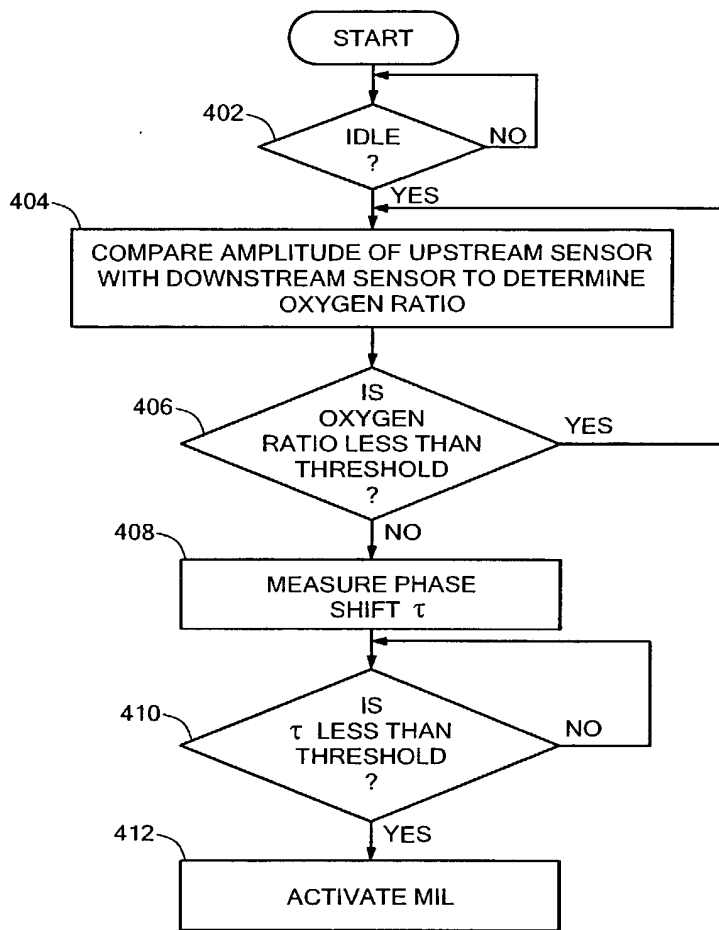 START
402
IDLE
?
NO
YES
404
COMPARE AMPLITUDE OF UPSTREAM SENSOR
WITH DOWNSTREAM SENSOR TO DETERMINE
OXYGEN RATIO
406
IS
OXYGEN
RATIO LESS THAN
THRESHOLD
?
YES
NO
408
MEASURE PHASE
SHIFT τ
410
IS
τ LESS THAN
THRESHOLD
?
NO
YES
412
ACTIVATE MIL